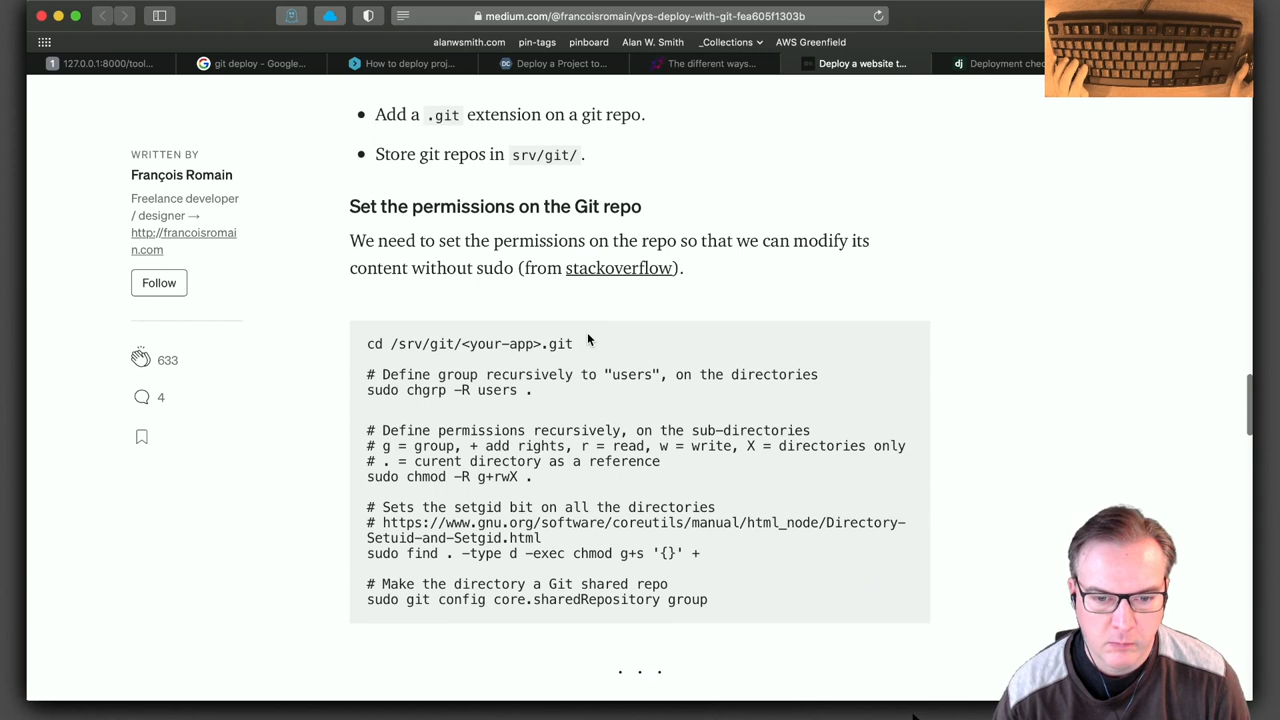 medium.com/@francoisromain/vps-deploy-with-git-fea605f1303b
alanwsmith.com pin-tags pinboard Alan W. Smith _Collections AWS Greenfield
1 127.0.0.1:8000/tool...
git deploy - Google...
How to deploy proj...
DC Deploy a Project to...
The different ways...
Deploy a website t...
dj Deployment chec
Add a .git extension on a git repo.
Store git repos in srv/git/.
WRITTEN BY
François Romain
Freelance developer
/ designer →
http://francoisromai
n.com
Follow
633
4
Set the permissions on the Git repo
We need to set the permissions on the repo so that we can modify its
content without sudo (from stackoverflow).
cd /srv/git/<your-app>.git
# Define group recursively to "users", on the directories
sudo chgrp -R users .
# Define permissions recursively, on the sub-directories
# g = group, + add rights, r = read, w = write, X = directories only
# . = curent directory as a reference
sudo chmod -R g+rwX .
# Sets the setgid bit on all the directories
# https://www.gnu.org/software/coreutils/manual/html_node/Directory-
Setuid-and-Setgid.html
sudo find . -type d -exec chmod g+s '{}' +
# Make the directory a Git shared repo
sudo git config core.sharedRepository group
. . .